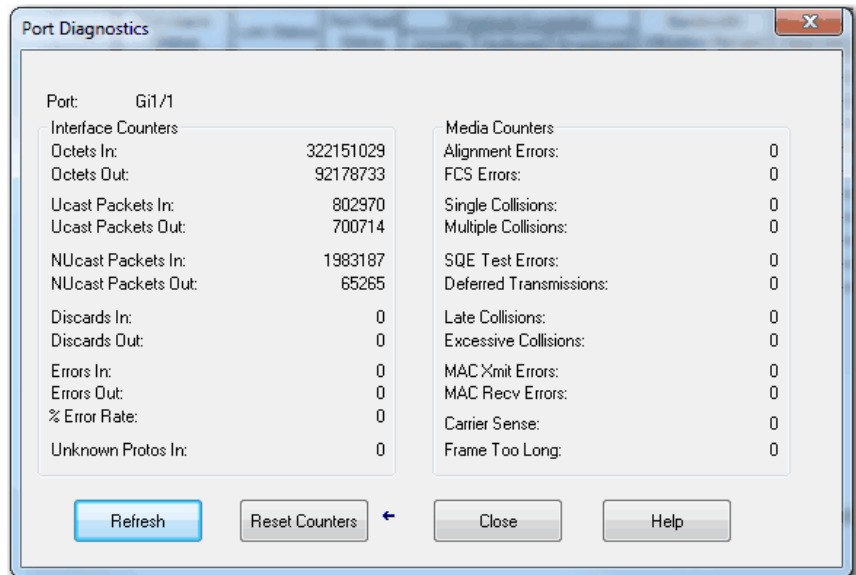 Port Diagnostics
Port: Gi1/1
Interface Counters
Octets In: 322151029
Octets Out: 92178733
Ucast Packets In: 802970
Ucast Packets Out: 700714
NUcast Packets In: 1983187
NUcast Packets Out: 65265
Discards In: 0
Discards Out: 0
Errors In: 0
Errors Out: 0
% Error Rate: 0
Unknown Protos In: 0
Media Counters
Alignment Errors: 0
FCS Errors: 0
Single Collisions: 0
Multiple Collisions: 0
SQE Test Errors: 0
Deferred Transmissions: 0
Late Collisions: 0
Excessive Collisions: 0
MAC Xmit Errors: 0
MAC Recv Errors: 0
Carrier Sense: 0
Frame Too Long: 0
Refresh Reset Counters Close Help